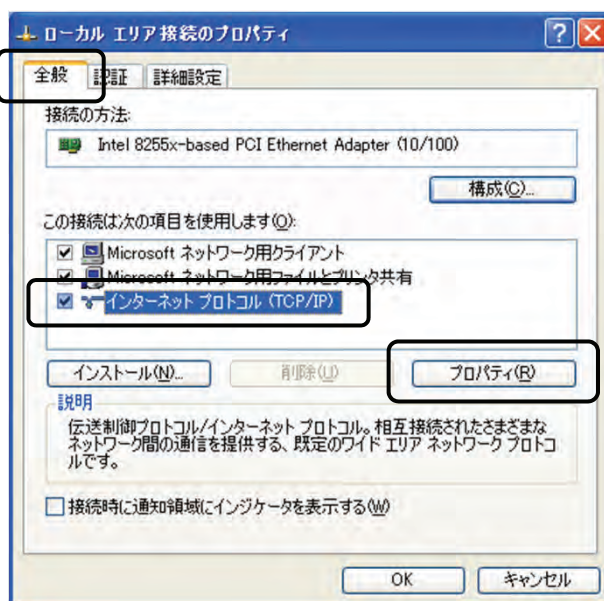 ローカル エリア接続のプロパティ
全般 認証 詳細設定
接続の方法:
Intel 8255x-based PCI Ethernet Adapter (10/100)
構成(C)...
この接続は次の項目を使用します(O):
Microsoft ネットワーク用クライアント
Microsoft ネットワーク用ファイルとプリンタ共有
インターネット プロトコル (TCP/IP)
インストール(N)... 削除(U) プロパティ(R)
説明
伝送制御プロトコル/インターネット プロトコル。相互接続されたさまざまな
ネットワーク間の通信を提供する、既定のワイド エリア ネットワーク プロトコ
ルです。
接続時に通知領域にインジケータを表示する(W)
OK キャンセル